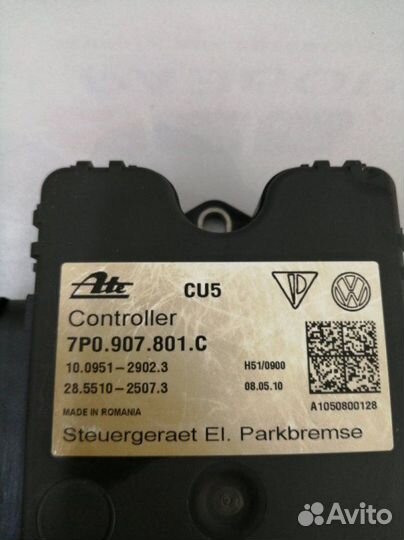 Ate CU5
Controller
7P0.907.801.C
10.0951-2902.3 H51/0900
28.5510-2507.3 08.05.10
MADE IN ROMANIA A1050800128
Steuergeraet El. Parkbremse
Avito